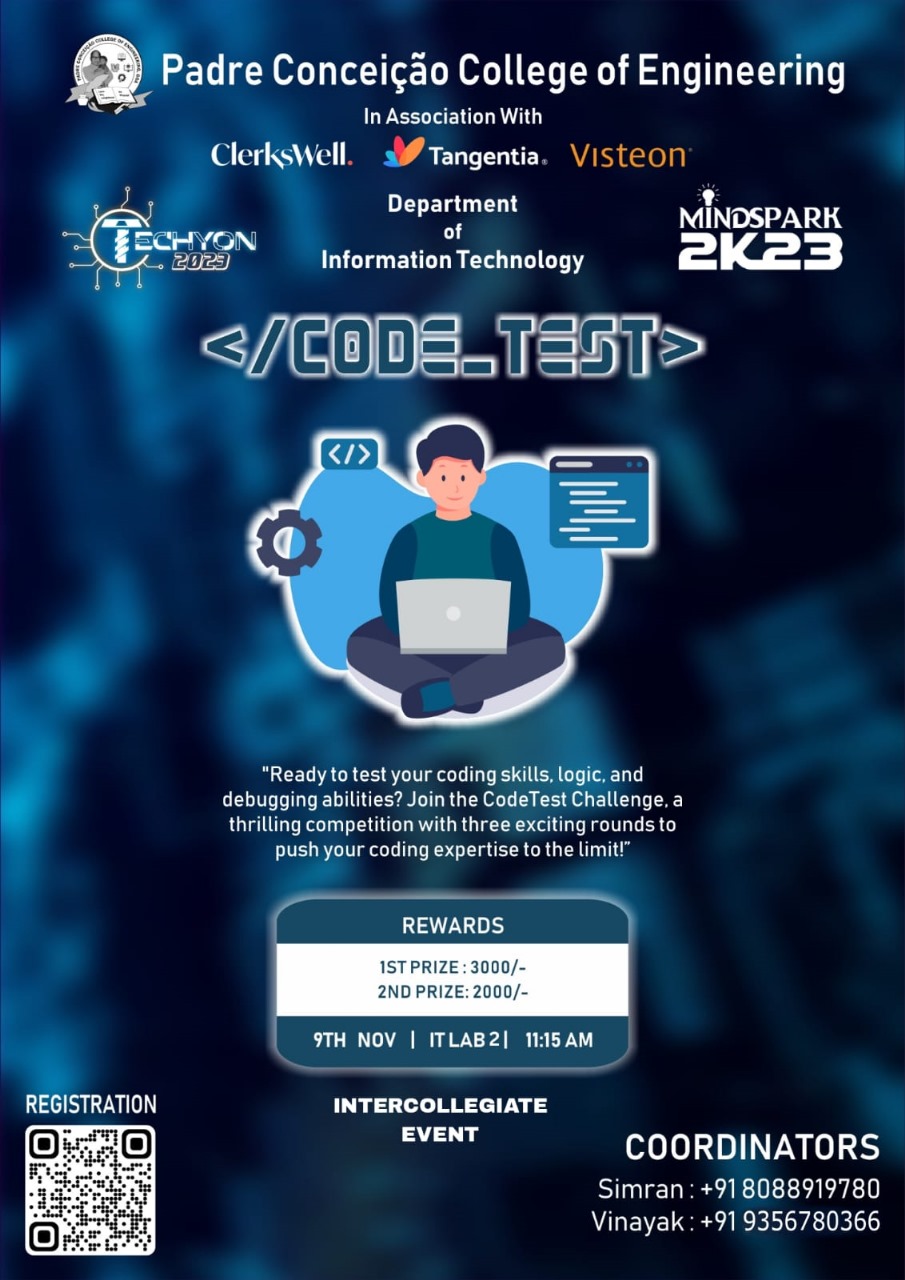 Padre Conceição College of Engineering
In Association With
ClerksWell. Tangentia Visteon
Department
of
Information Technology
TECHYON
2023
MINDSPARK
2K23
</CODE_TEST>
</>
"Ready to test your coding skills, logic, and
debugging abilities? Join the CodeTest Challenge, a
thrilling competition with three exciting rounds to
push your coding expertise to the limit!”
REWARDS
1ST PRIZE : 3000/-
2ND PRIZE: 2000/-
9TH NOV | IT LAB 2 | 11:15 AM
REGISTRATION
INTERCOLLEGIATE
EVENT
COORDINATORS
Simran : +91 8088919780
Vinayak : +91 9356780366